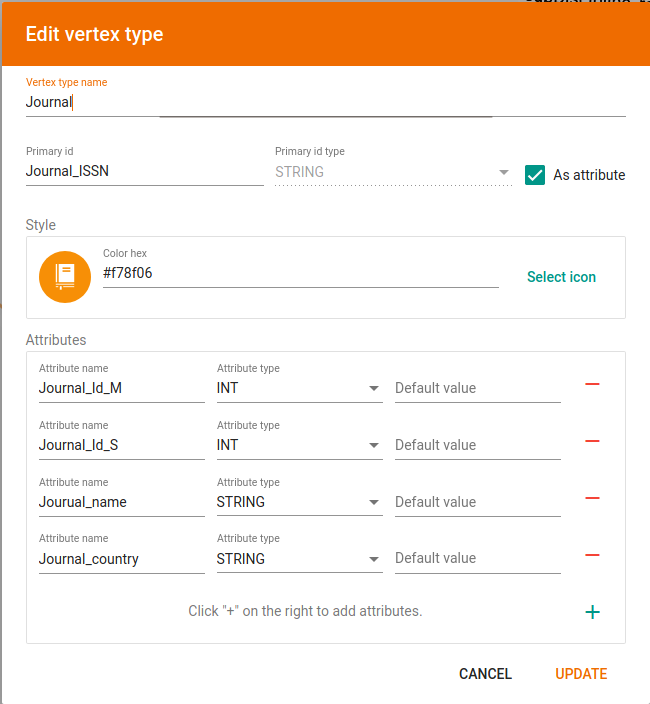 Edit vertex type
Vertex type name
Journal
Primary id
Primary id type
Journal_ISSN
STRING
As attribute
Style
Color hex
#f78f06
Select icon
Attributes
Attribute name
Attribute type
Journal_Id_M
INT
Default value
Attribute name
Attribute type
Journal_Id_S
INT
Default value
Attribute name
Attribute type
Jourual_name
STRING
Default value
Attribute name
Attribute type
Journal_country
STRING
Default value
Click "+" on the right to add attributes.
CANCEL
UPDATE